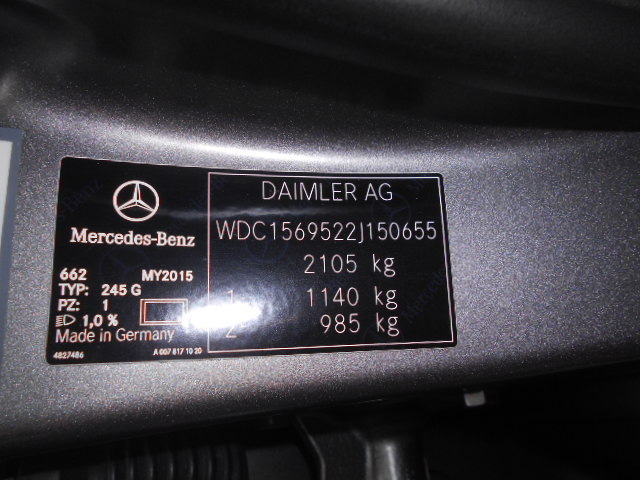 Mercedes-Benz
662 MY2015
TYP: 245 G
PZ: 1
1,0 %
Made in Germany
4827486 A 007 817 10 20
DAIMLER AG
WDC1569522J150655
2105 kg
1 1140 kg
2 985 kg